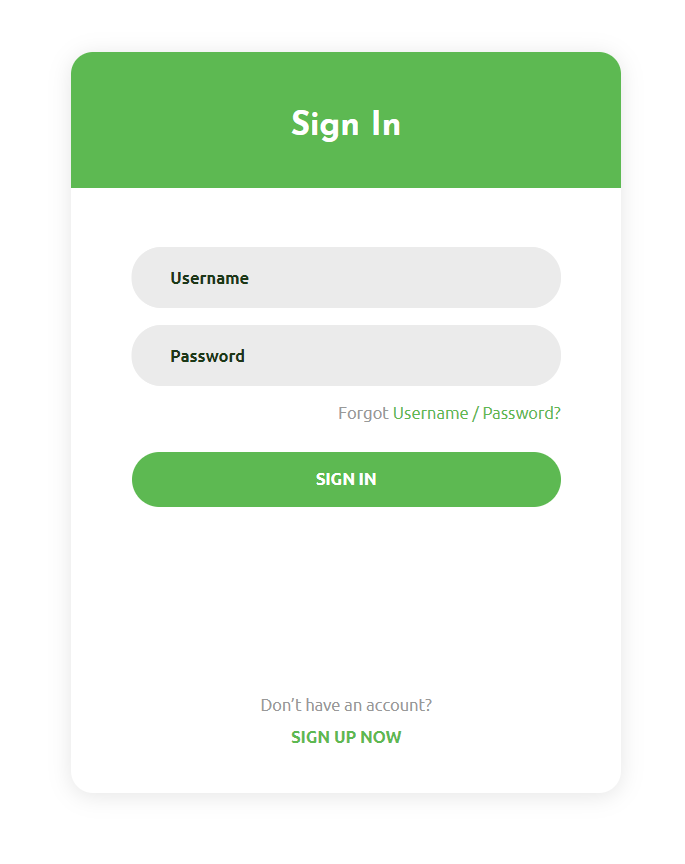 Sign In
Username
Password
Forgot Username / Password?
SIGN IN
Don’t have an account?
SIGN UP NOW